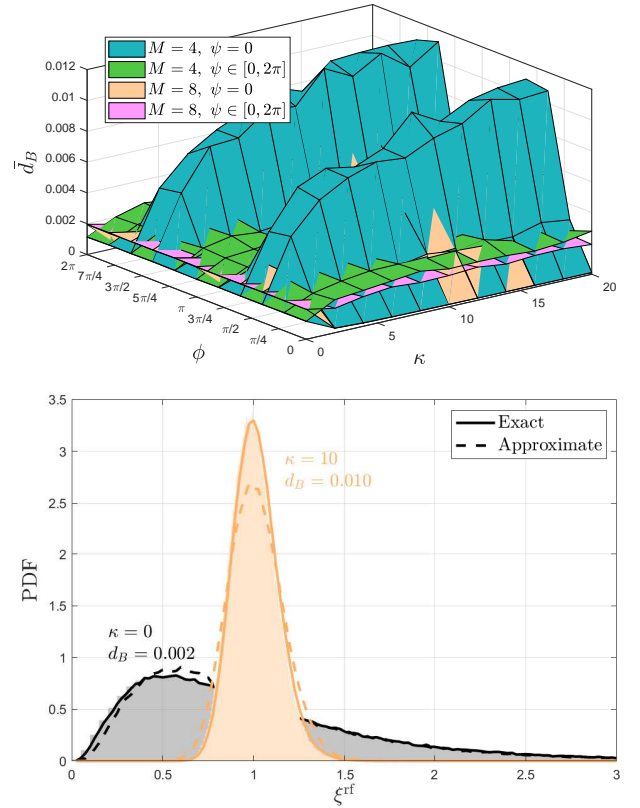 M = 4, ψ = 0
M = 4, ψ ∈ [0, 2π]
M = 8, ψ = 0
M = 8, ψ ∈ [0, 2π]
0.012
0.01
0.008
0.006
0.004
0.002
0
d̄_B
2π
7π/4
3π/2
5π/4
π
3π/4
π/2
π/4
0
ϕ
0
5
10
15
20
κ
3.5
3
2.5
2
1.5
1
0.5
0
PDF
Exact
Approximate
κ = 10
d_B = 0.010
κ = 0
d_B = 0.002
0
0.5
1
1.5
2
2.5
3
ξ^rf